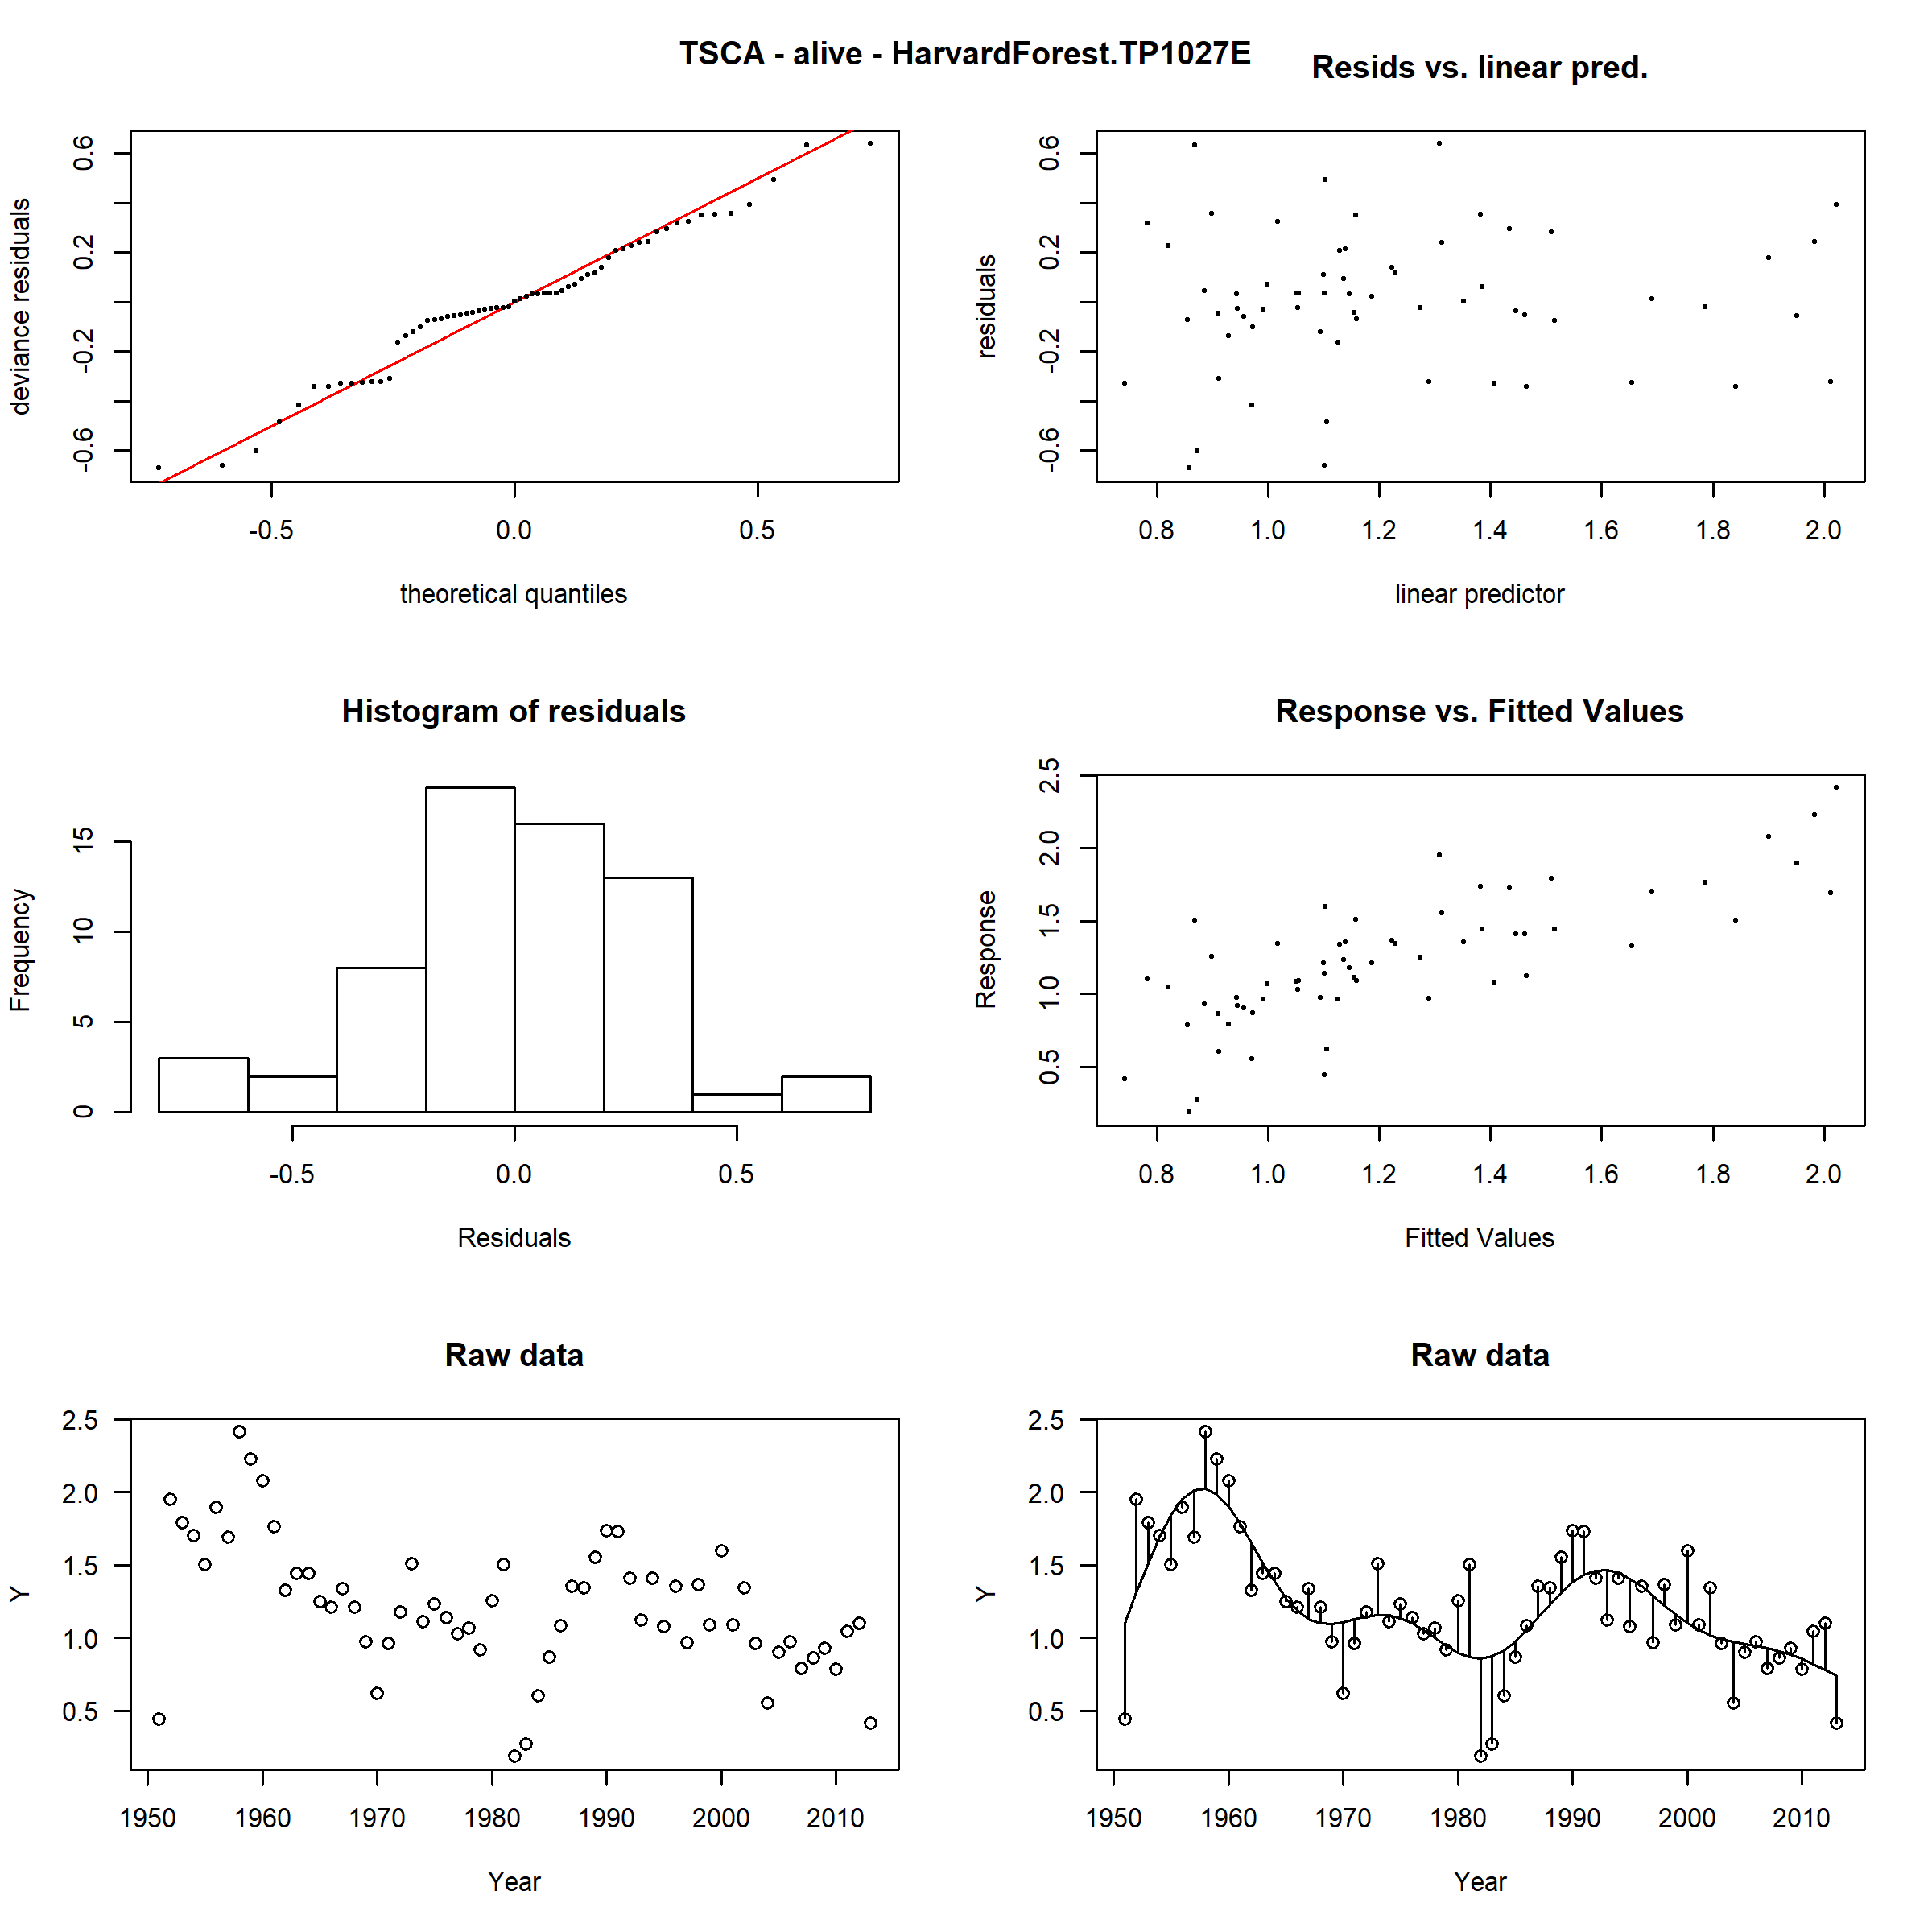 TSCA - alive - HarvardForest.TP1027E
Resids vs. linear pred.
deviance residuals
-0.6 -0.2 0.2 0.6
-0.5 0.0 0.5
theoretical quantiles
residuals
-0.6 -0.2 0.2 0.6
0.8 1.0 1.2 1.4 1.6 1.8 2.0
linear predictor
Histogram of residuals
Frequency
0 5 10 15
-0.5 0.0 0.5
Residuals
Response vs. Fitted Values
Response
0.5 1.0 1.5 2.0 2.5
0.8 1.0 1.2 1.4 1.6 1.8 2.0
Fitted Values
Raw data
Y
2.5
2.0
1.5
1.0
0.5
1950 1960 1970 1980 1990 2000 2010
Year
Raw data
Y
2.5
2.0
1.5
1.0
0.5
1950 1960 1970 1980 1990 2000 2010
Year